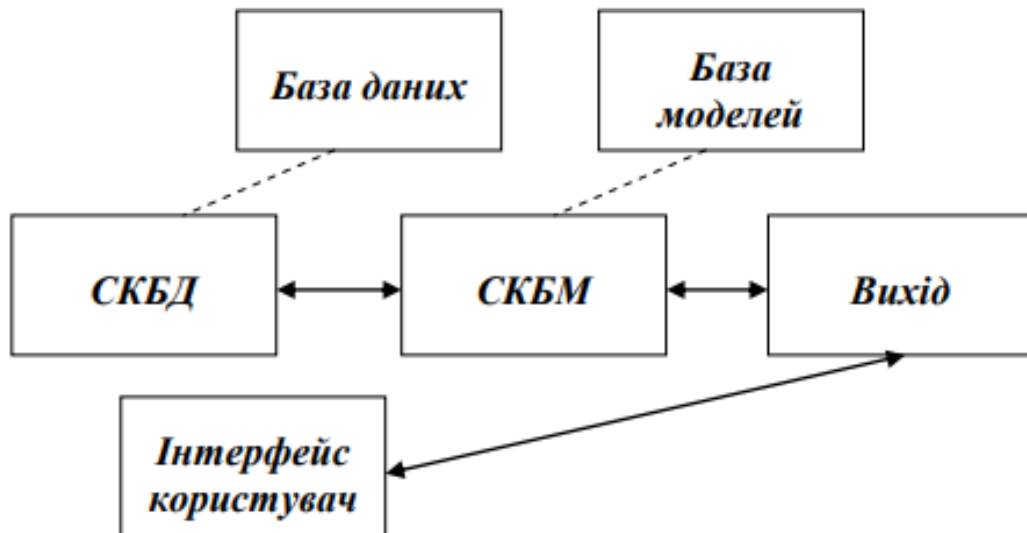 База даних
База
моделей
СКБД
СКБМ
Вихід
Інтерфейс
користувач